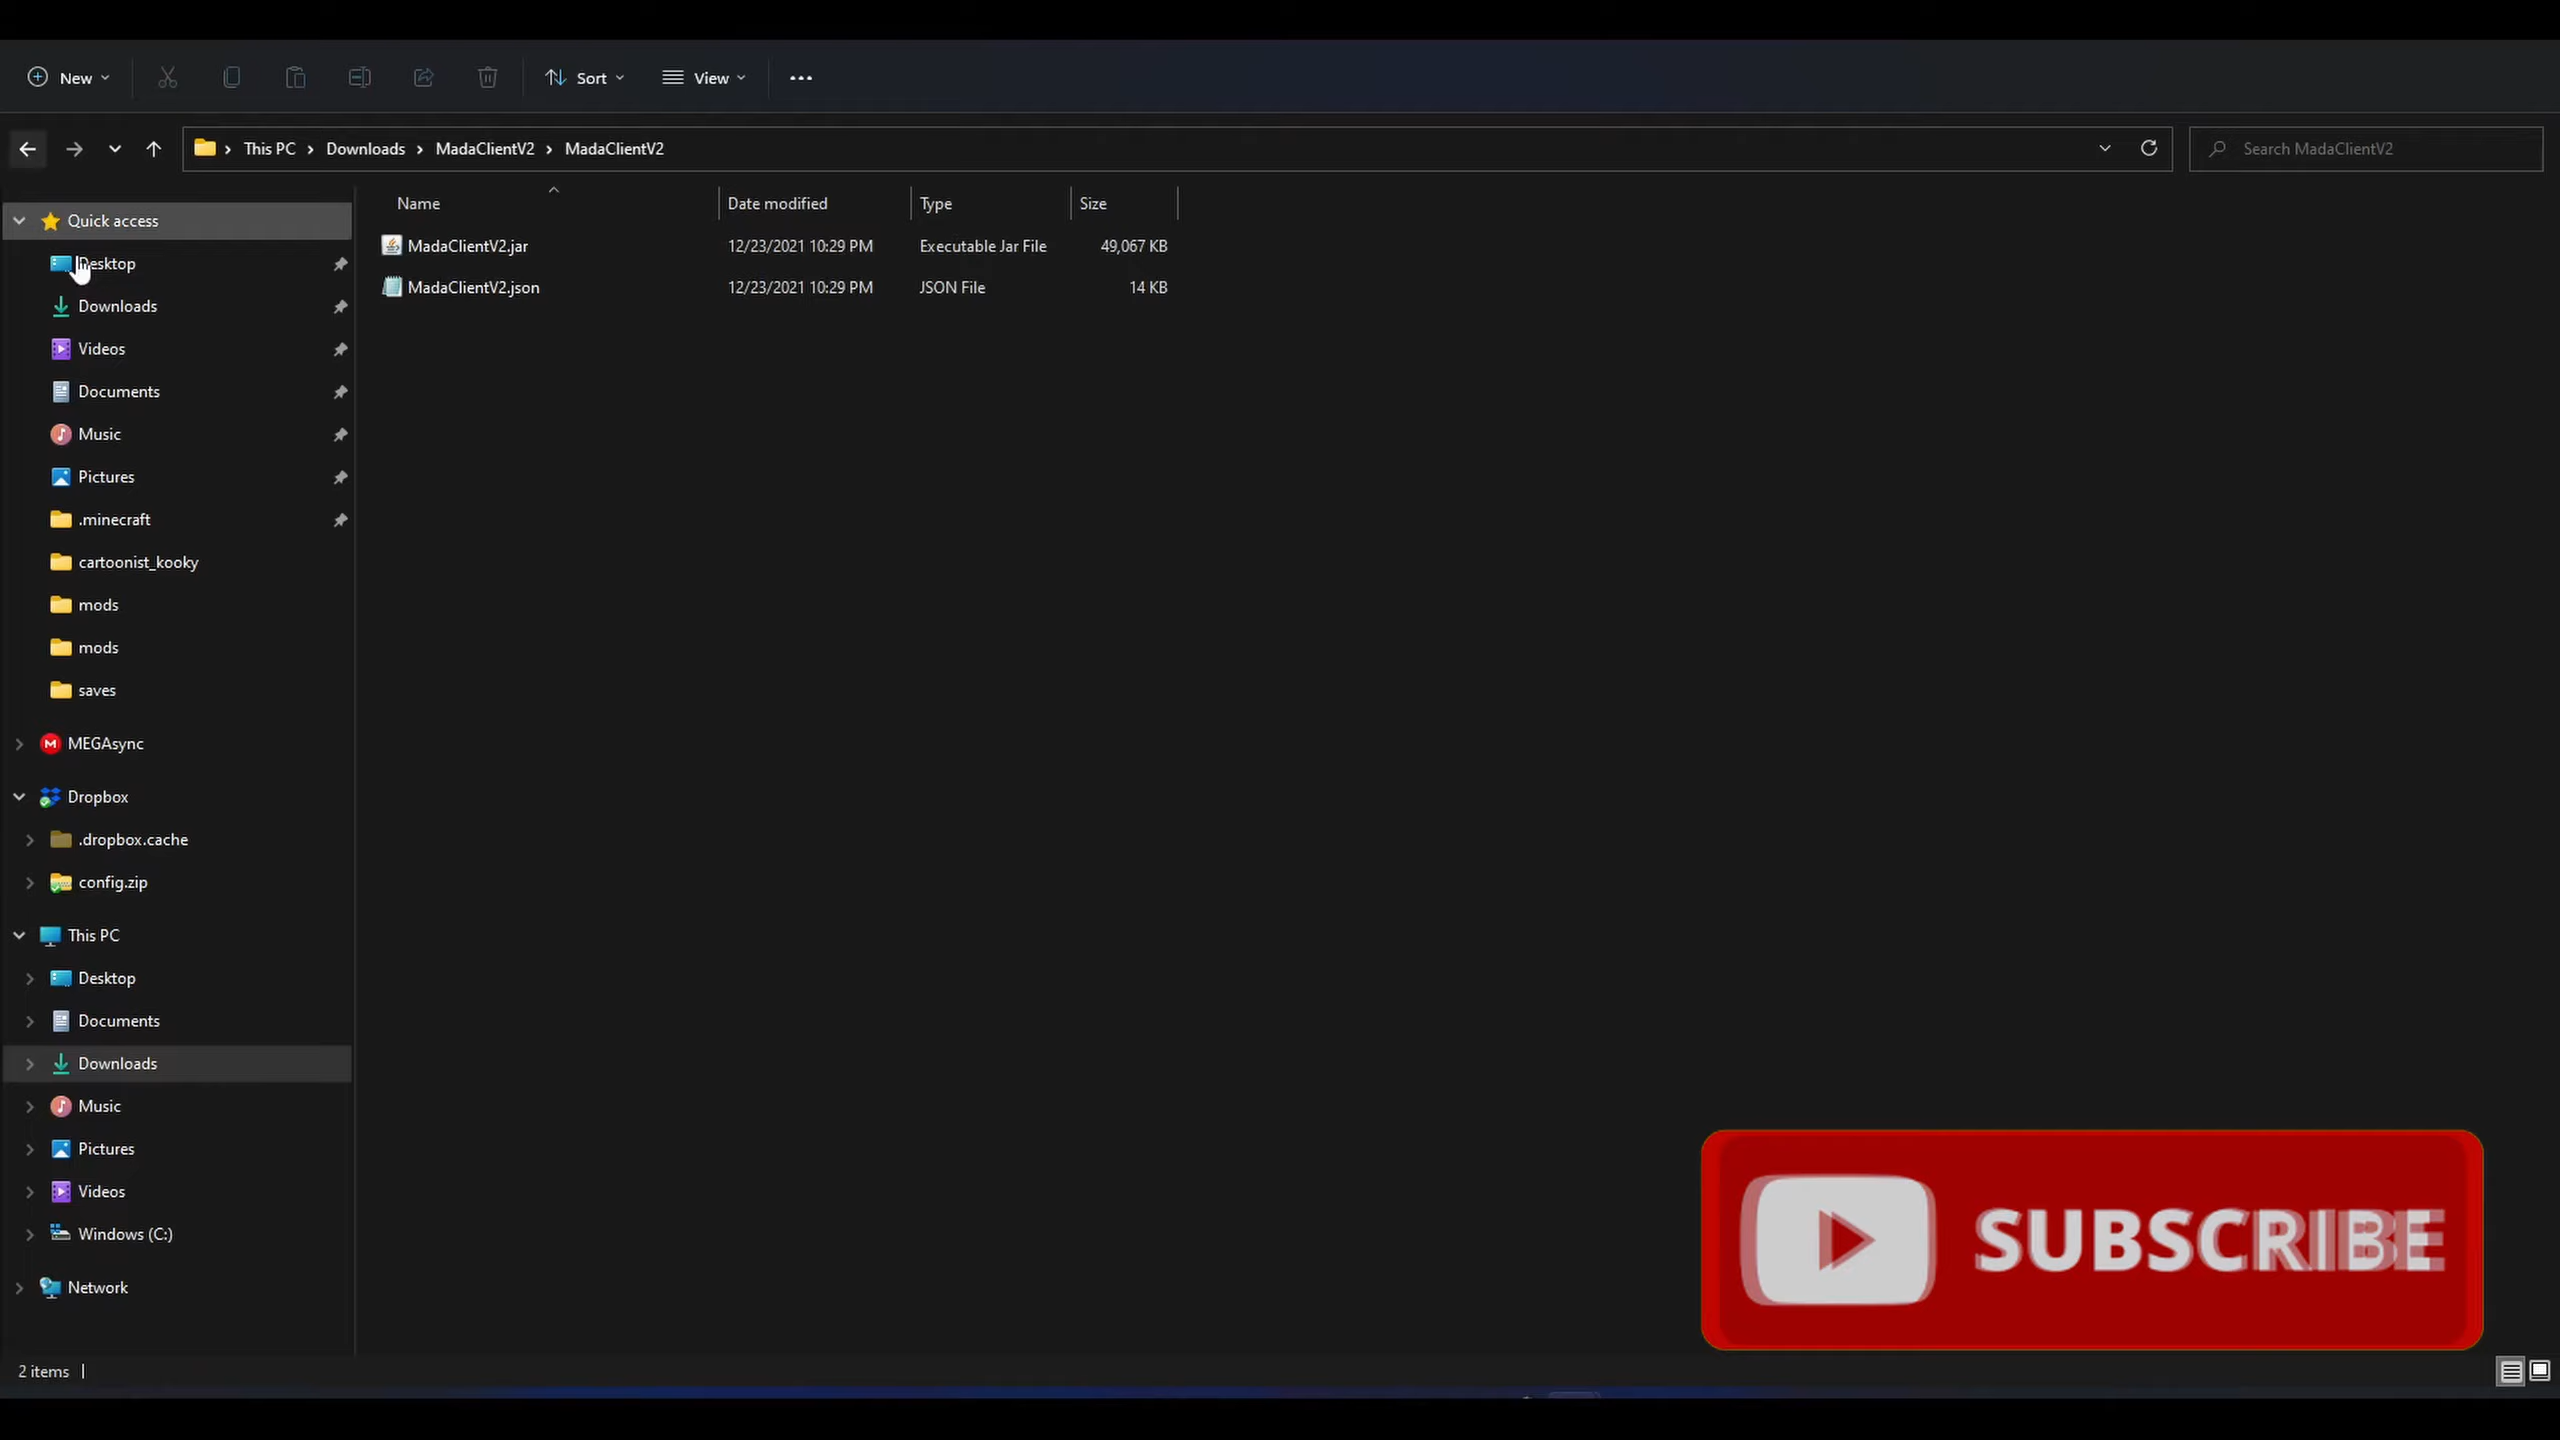 New
Sort
View
This PC > Downloads > MadaClientV2 > MadaClientV2
Search MadaClientV2
Name Date modified Type Size
MadaClientV2.jar 12/23/2021 10:29 PM Executable Jar File 49,067 KB
MadaClientV2.json 12/23/2021 10:29 PM JSON File 14 KB
Quick access
Desktop
Downloads
Videos
Documents
Music
Pictures
.minecraft
cartoonist_kooky
mods
mods
saves
MEGAsync
Dropbox
.dropbox.cache
config.zip
This PC
Desktop
Documents
Downloads
Music
Pictures
Videos
Windows (C:)
Network
SUBSCRIBE
2 items